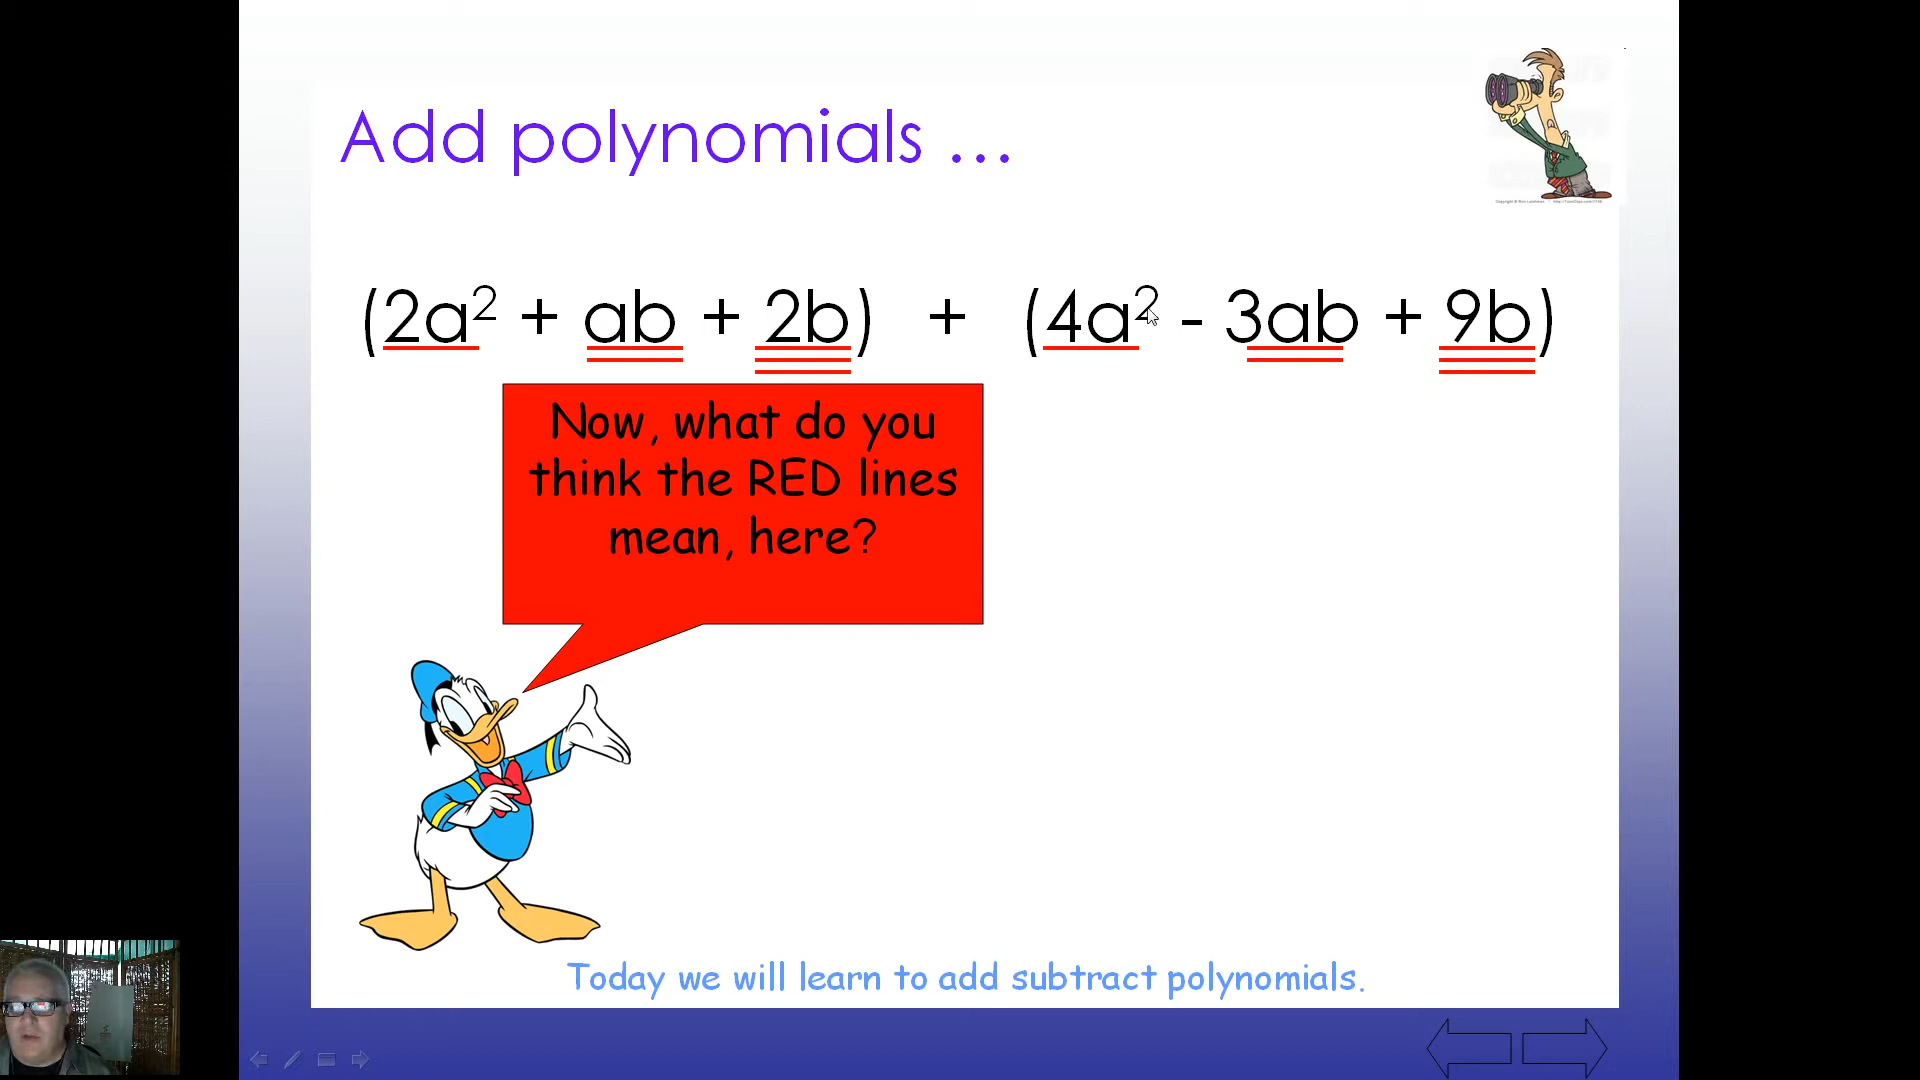 Add polynomials ...
(2a² + ab + 2b) + (4a² - 3ab + 9b)
Now, what do you
think the RED lines
mean, here?
Today we will learn to add subtract polynomials.